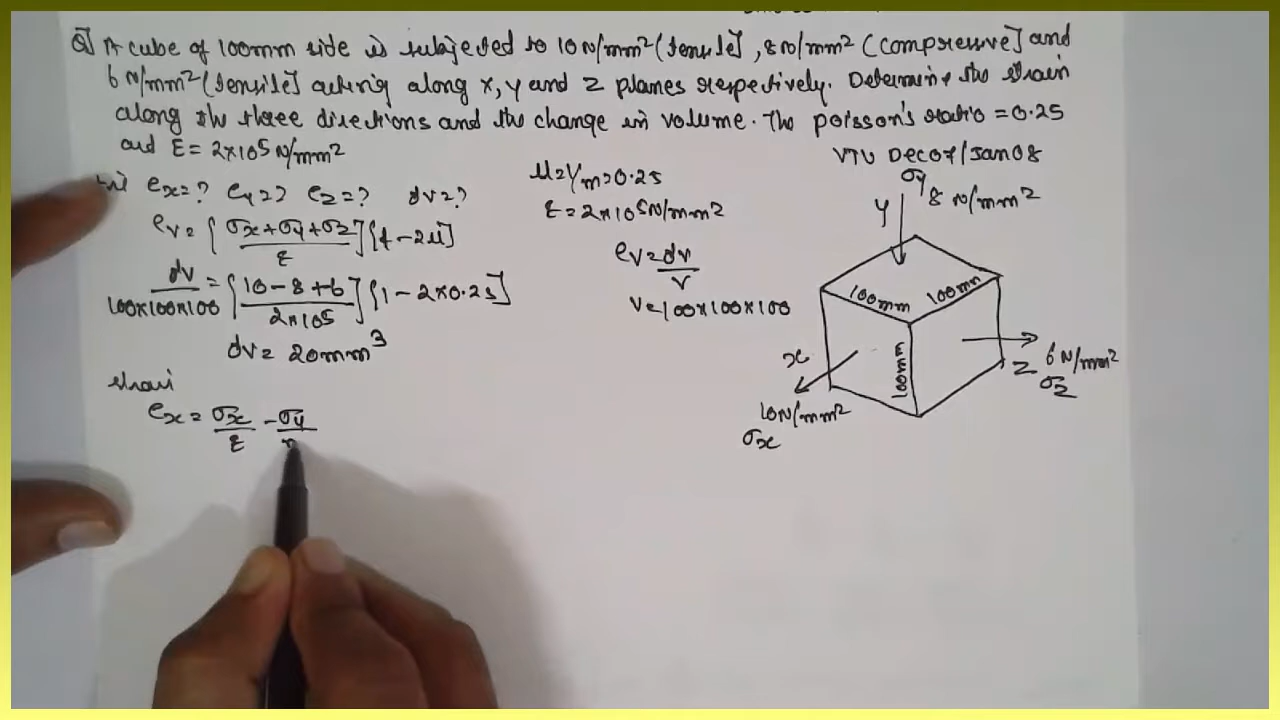 Q] A cube of 100mm side is subjected to 10 N/mm² (tensile], 8 N/mm² (compressive] and
6 N/mm² (tensile] acting along x, y and z planes respectively. Determine the strain
along the three directions and the change in volume. The poisson's ratio = 0.25
and E = 2×10⁵ N/mm²
VTU Dec07/Jan08
ex=? ey=? ez=? dv=?
μ=1/m=0.25
E=2×10⁵N/mm²
ev= [σx+σy+σz/E] [1-2μ]
ev=dv/v
dv/100×100×100 = [10-8+6/2×10⁵] [1-2×0.25]
v=100×100×100
dv= 20mm³
strain
ex= σx/E - σy
σy 8 N/mm²
y
100mm 100mm
100mm
x
10N/mm²
σx
z 6 N/mm²
σz